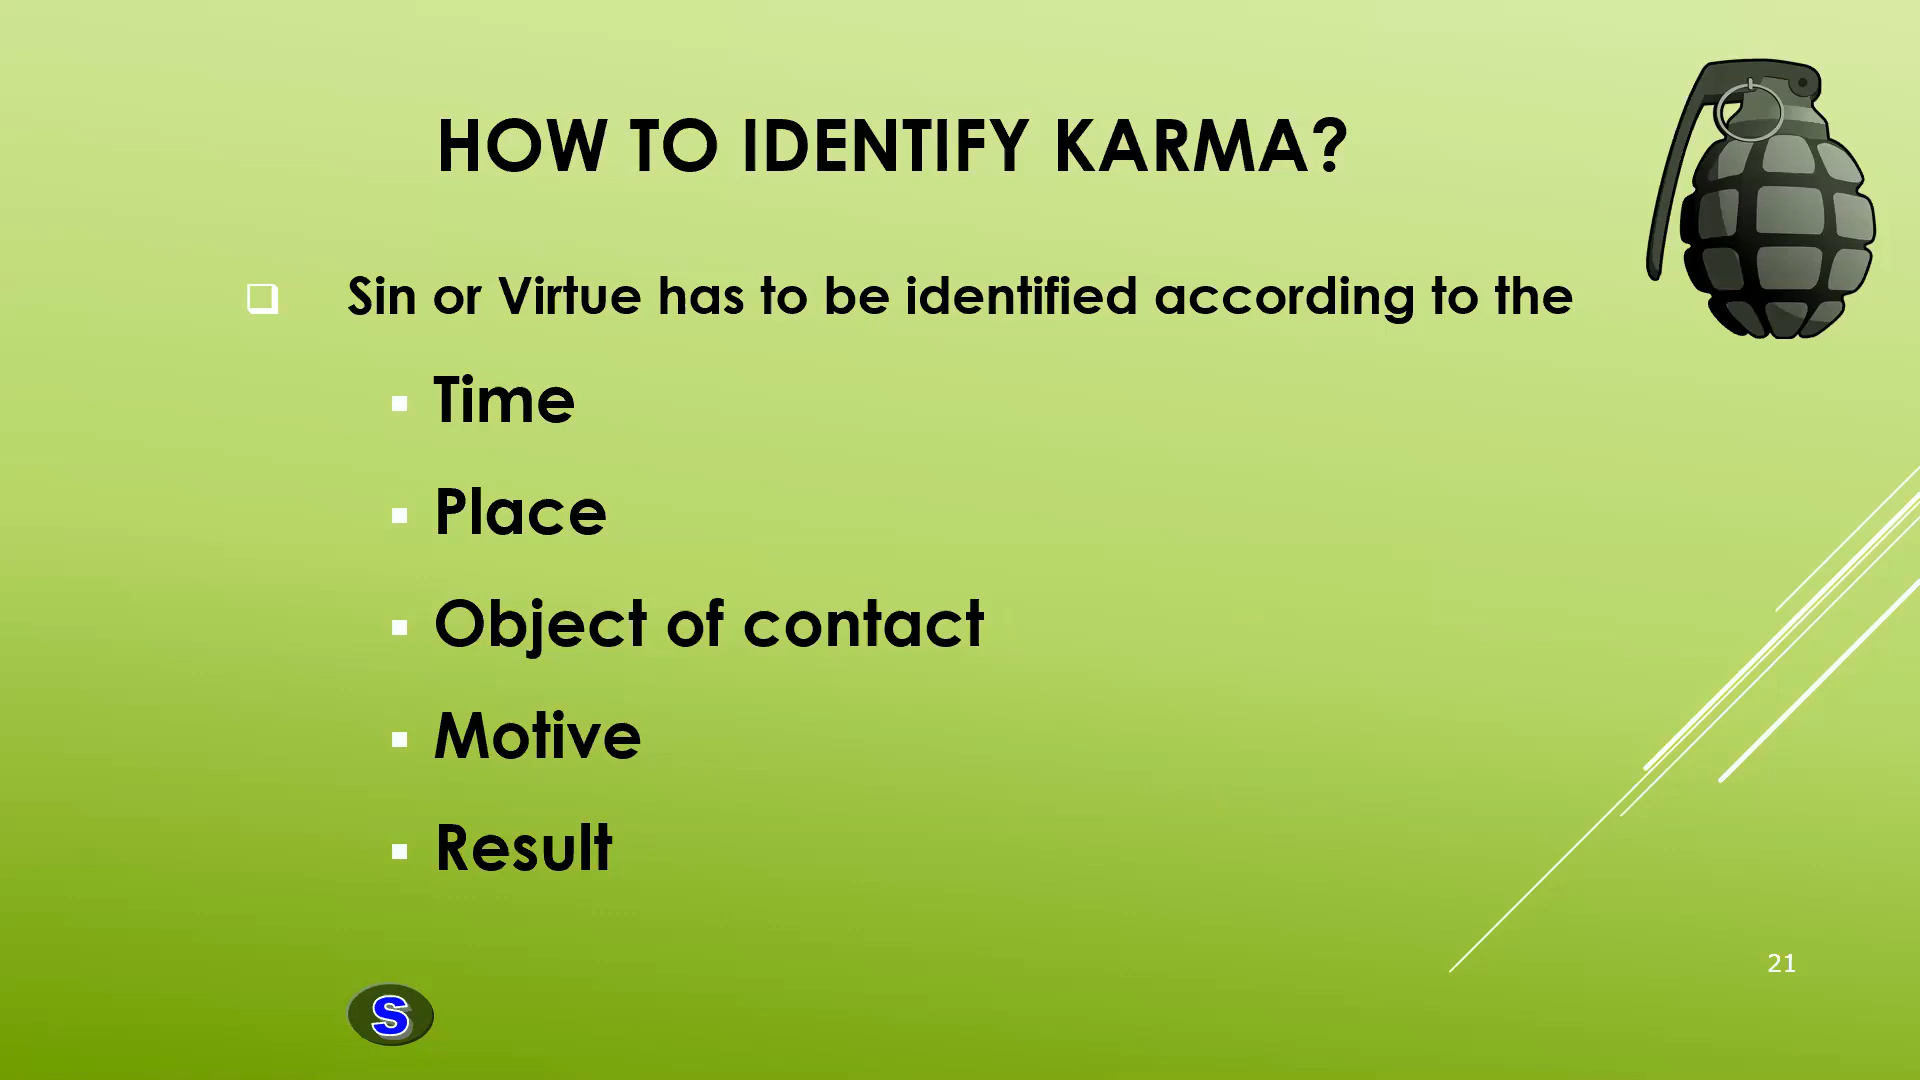 HOW TO IDENTIFY KARMA?
Sin or Virtue has to be identified according to the
Time
Place
Object of contact
Motive
Result
21
S